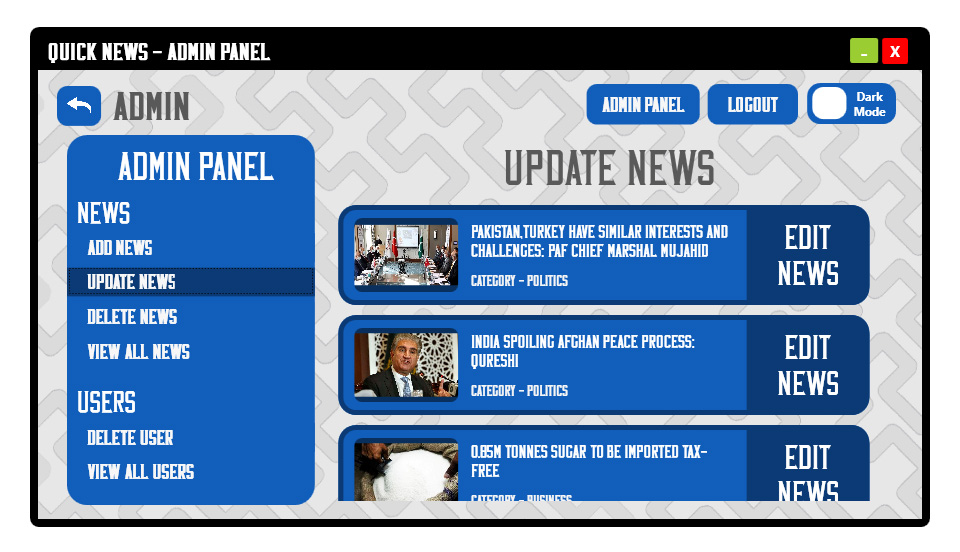 QUICK NEWS - ADMIN PANEL
_
X
ADMIN
ADMIN PANEL
LOGOUT
Dark
Mode
ADMIN PANEL
NEWS
ADD NEWS
UPDATE NEWS
DELETE NEWS
VIEW ALL NEWS
USERS
DELETE USER
VIEW ALL USERS
UPDATE NEWS
PAKISTAN,TURKEY HAVE SIMILAR INTERESTS AND
CHALLENGES: PAF CHIEF MARSHAL MUJAHID
CATEGORY - POLITICS
EDIT
NEWS
INDIA SPOILING AFGHAN PEACE PROCESS:
QURESHI
CATEGORY - POLITICS
EDIT
NEWS
0.85M TONNES SUGAR TO BE IMPORTED TAX-
FREE
CATEGORY - BUSINESS
EDIT
NEWS